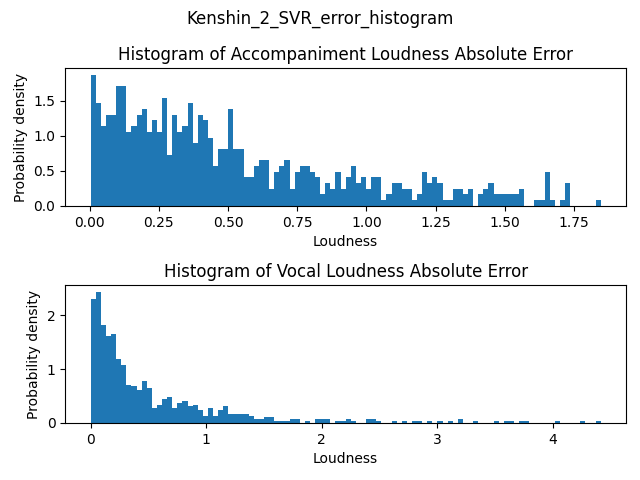 Kenshin_2_SVR_error_histogram
Histogram of Accompaniment Loudness Absolute Error
Probability density
1.5
1.0
0.5
0.0
0.00 0.25 0.50 0.75 1.00 1.25 1.50 1.75
Loudness
Histogram of Vocal Loudness Absolute Error
Probability density
2
1
0
0 1 2 3 4
Loudness